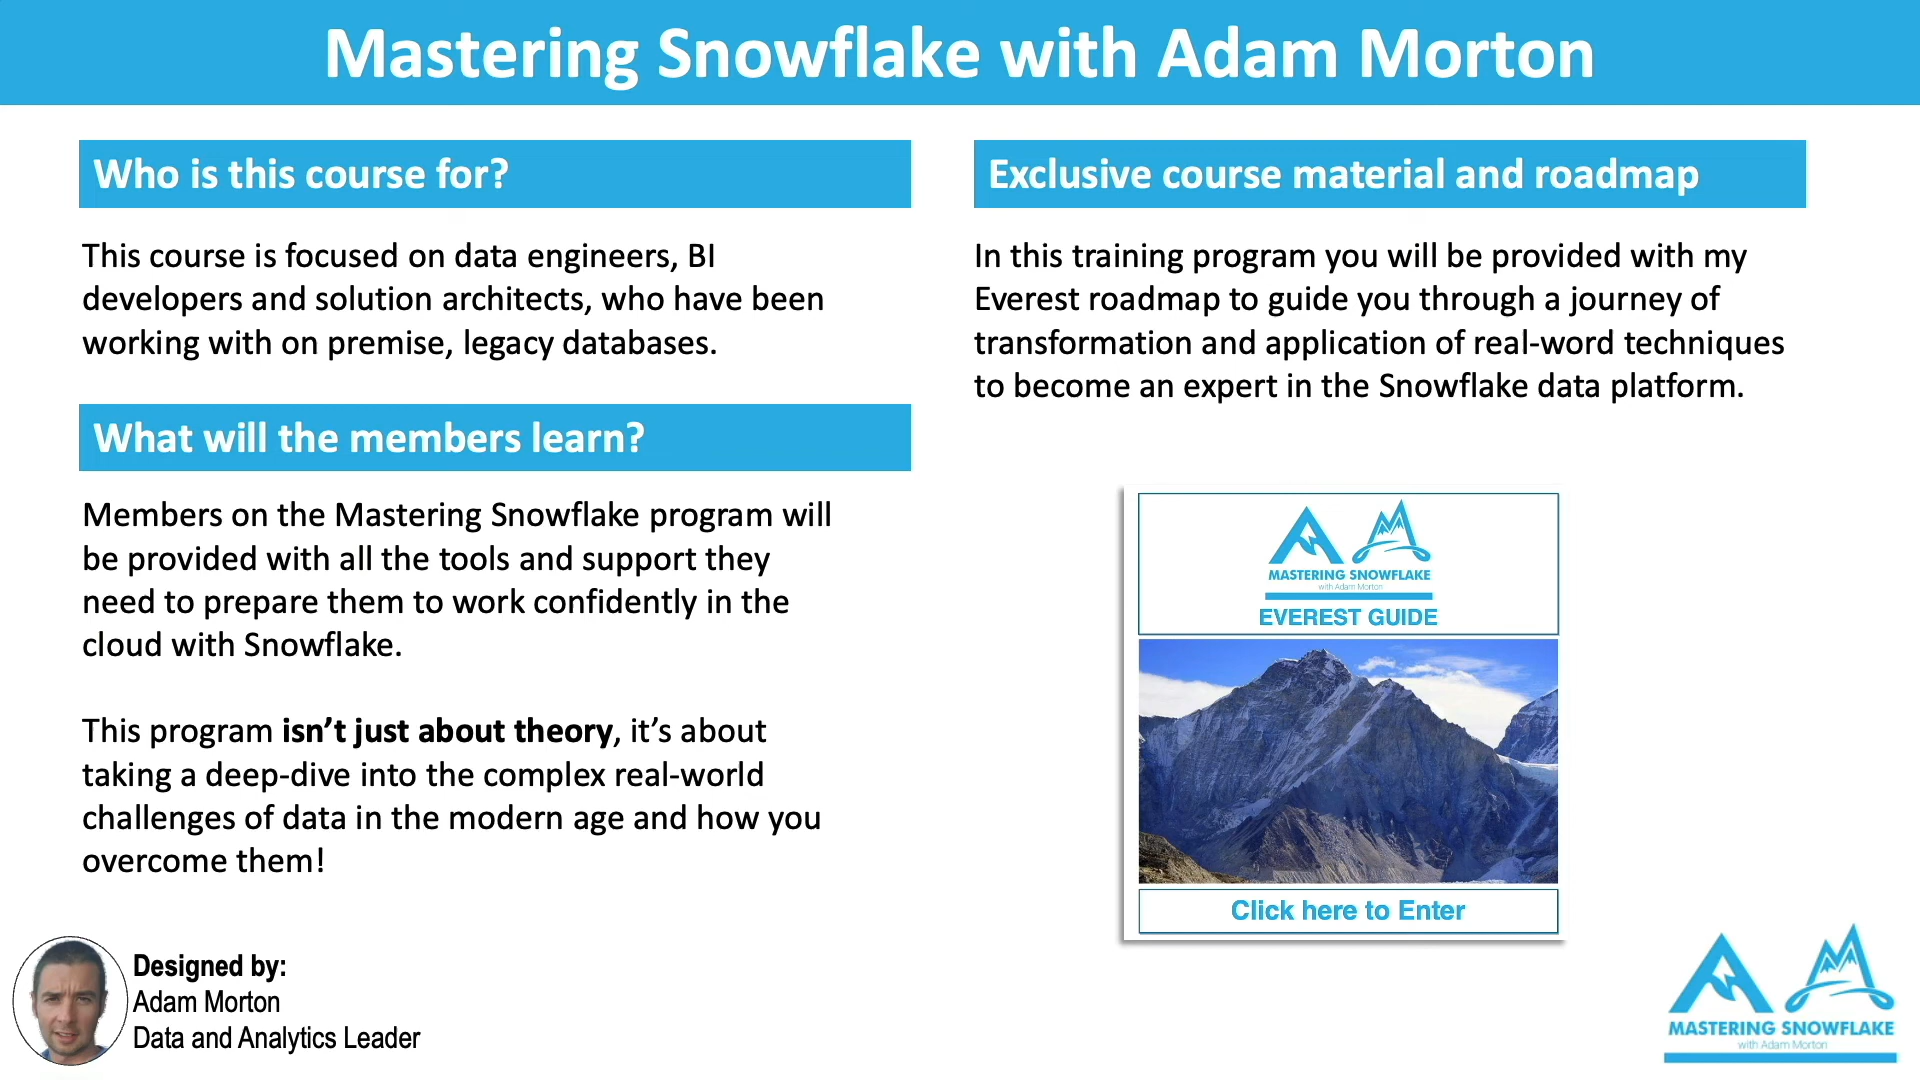 Mastering Snowflake with Adam Morton
Who is this course for?
This course is focused on data engineers, BI
developers and solution architects, who have been
working with on premise, legacy databases.
What will the members learn?
Members on the Mastering Snowflake program will
be provided with all the tools and support they
need to prepare them to work confidently in the
cloud with Snowflake.
This program isn't just about theory, it's about
taking a deep-dive into the complex real-world
challenges of data in the modern age and how you
overcome them!
Designed by:
Adam Morton
Data and Analytics Leader
Exclusive course material and roadmap
In this training program you will be provided with my
Everest roadmap to guide you through a journey of
transformation and application of real-word techniques
to become an expert in the Snowflake data platform.
MASTERING SNOWFLAKE
with Adam Morton
EVEREST GUIDE
Click here to Enter
MASTERING SNOWFLAKE
with Adam Morton